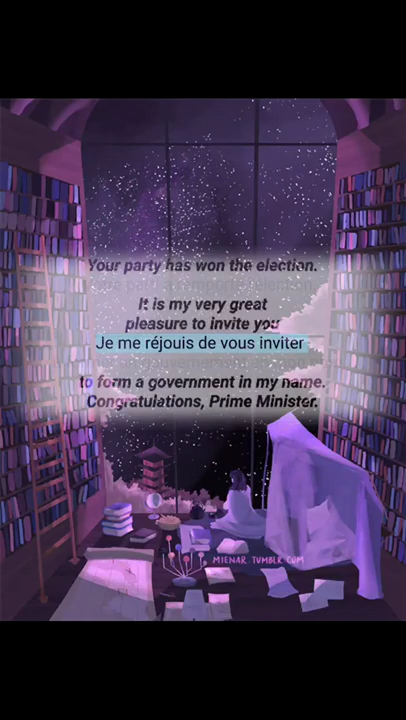 Your party has won the election.
It is my very great
pleasure to invite you
Je me réjouis de vous inviter
to form a government in my name.
Congratulations, Prime Minister.
MIENAR.TUMBLR.COM